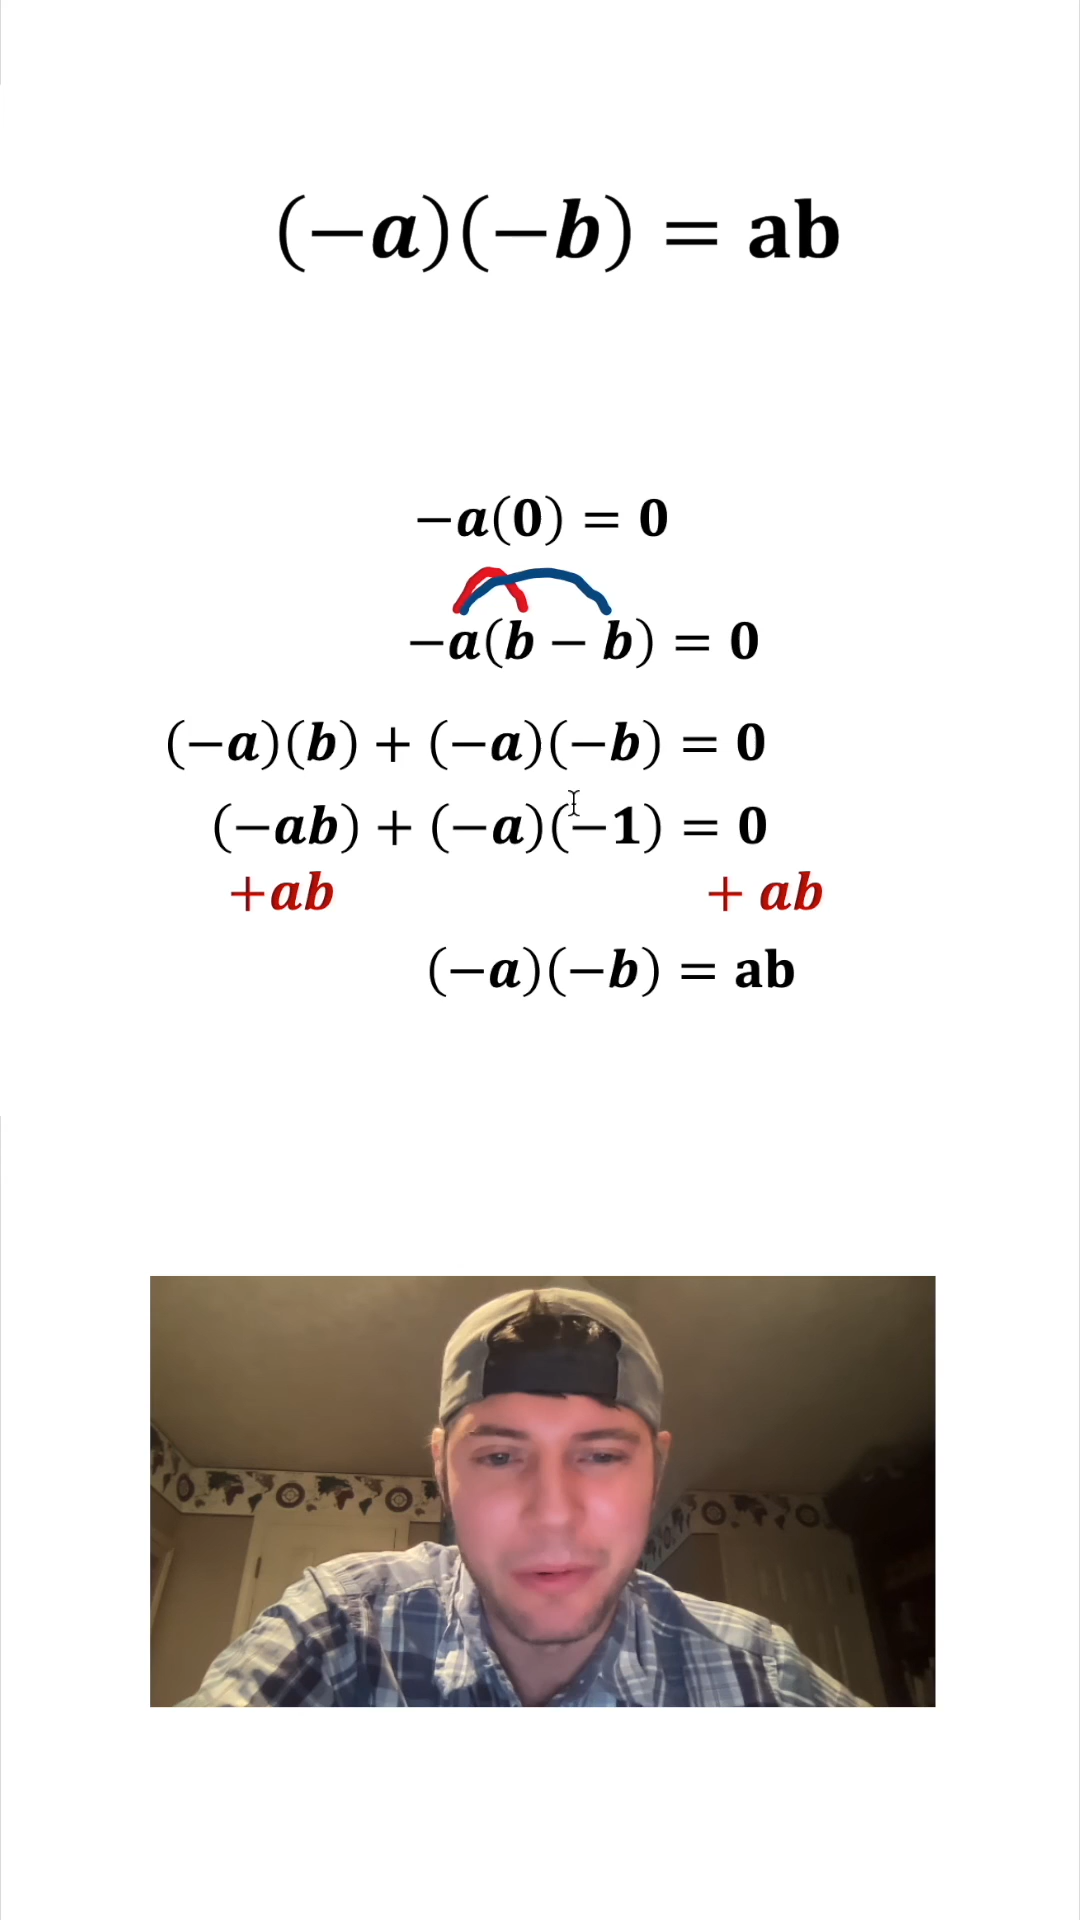 (−a)(−b) = ab
−a(0) = 0
−a(b − b) = 0
(−a)(b) + (−a)(−b) = 0
(−ab) + (−a)(−1) = 0
+ab + ab
(−a)(−b) = ab